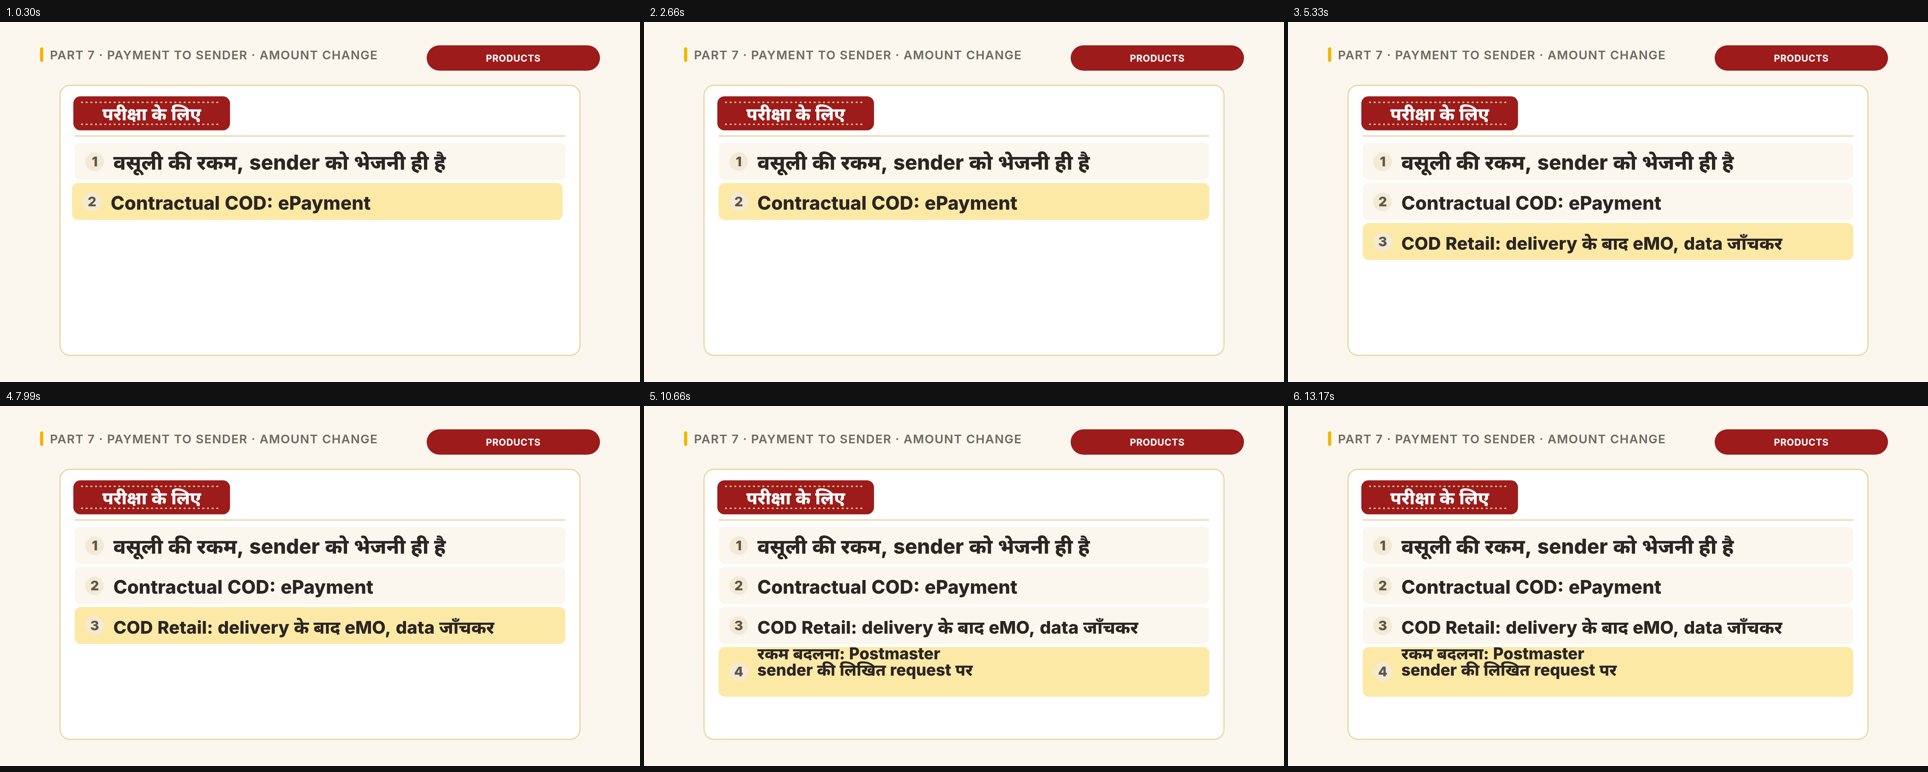 1. 0.30s
PART 7 · PAYMENT TO SENDER · AMOUNT CHANGE
PRODUCTS
परीक्षा के लिए
1 वसूली की रकम, sender को भेजनी ही है
2 Contractual COD: ePayment
2. 2.66s
PART 7 · PAYMENT TO SENDER · AMOUNT CHANGE
PRODUCTS
परीक्षा के लिए
1 वसूली की रकम, sender को भेजनी ही है
2 Contractual COD: ePayment
3. 5.33s
PART 7 · PAYMENT TO SENDER · AMOUNT CHANGE
PRODUCTS
परीक्षा के लिए
1 वसूली की रकम, sender को भेजनी ही है
2 Contractual COD: ePayment
3 COD Retail: delivery के बाद eMO, data जाँचकर
4. 7.99s
PART 7 · PAYMENT TO SENDER · AMOUNT CHANGE
PRODUCTS
परीक्षा के लिए
1 वसूली की रकम, sender को भेजनी ही है
2 Contractual COD: ePayment
3 COD Retail: delivery के बाद eMO, data जाँचकर
5. 10.66s
PART 7 · PAYMENT TO SENDER · AMOUNT CHANGE
PRODUCTS
परीक्षा के लिए
1 वसूली की रकम, sender को भेजनी ही है
2 Contractual COD: ePayment
3 COD Retail: delivery के बाद eMO, data जाँचकर
4 रकम बदलना: Postmaster
sender की लिखित request पर
6. 13.17s
PART 7 · PAYMENT TO SENDER · AMOUNT CHANGE
PRODUCTS
परीक्षा के लिए
1 वसूली की रकम, sender को भेजनी ही है
2 Contractual COD: ePayment
3 COD Retail: delivery के बाद eMO, data जाँचकर
4 रकम बदलना: Postmaster
sender की लिखित request पर